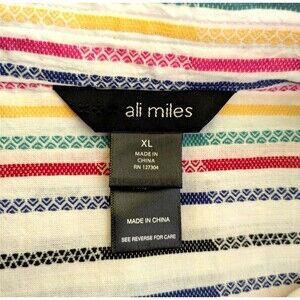 ali miles
XL
MADE IN
CHINA
RN 127304
MADE IN CHINA
SEE REVERSE FOR CARE